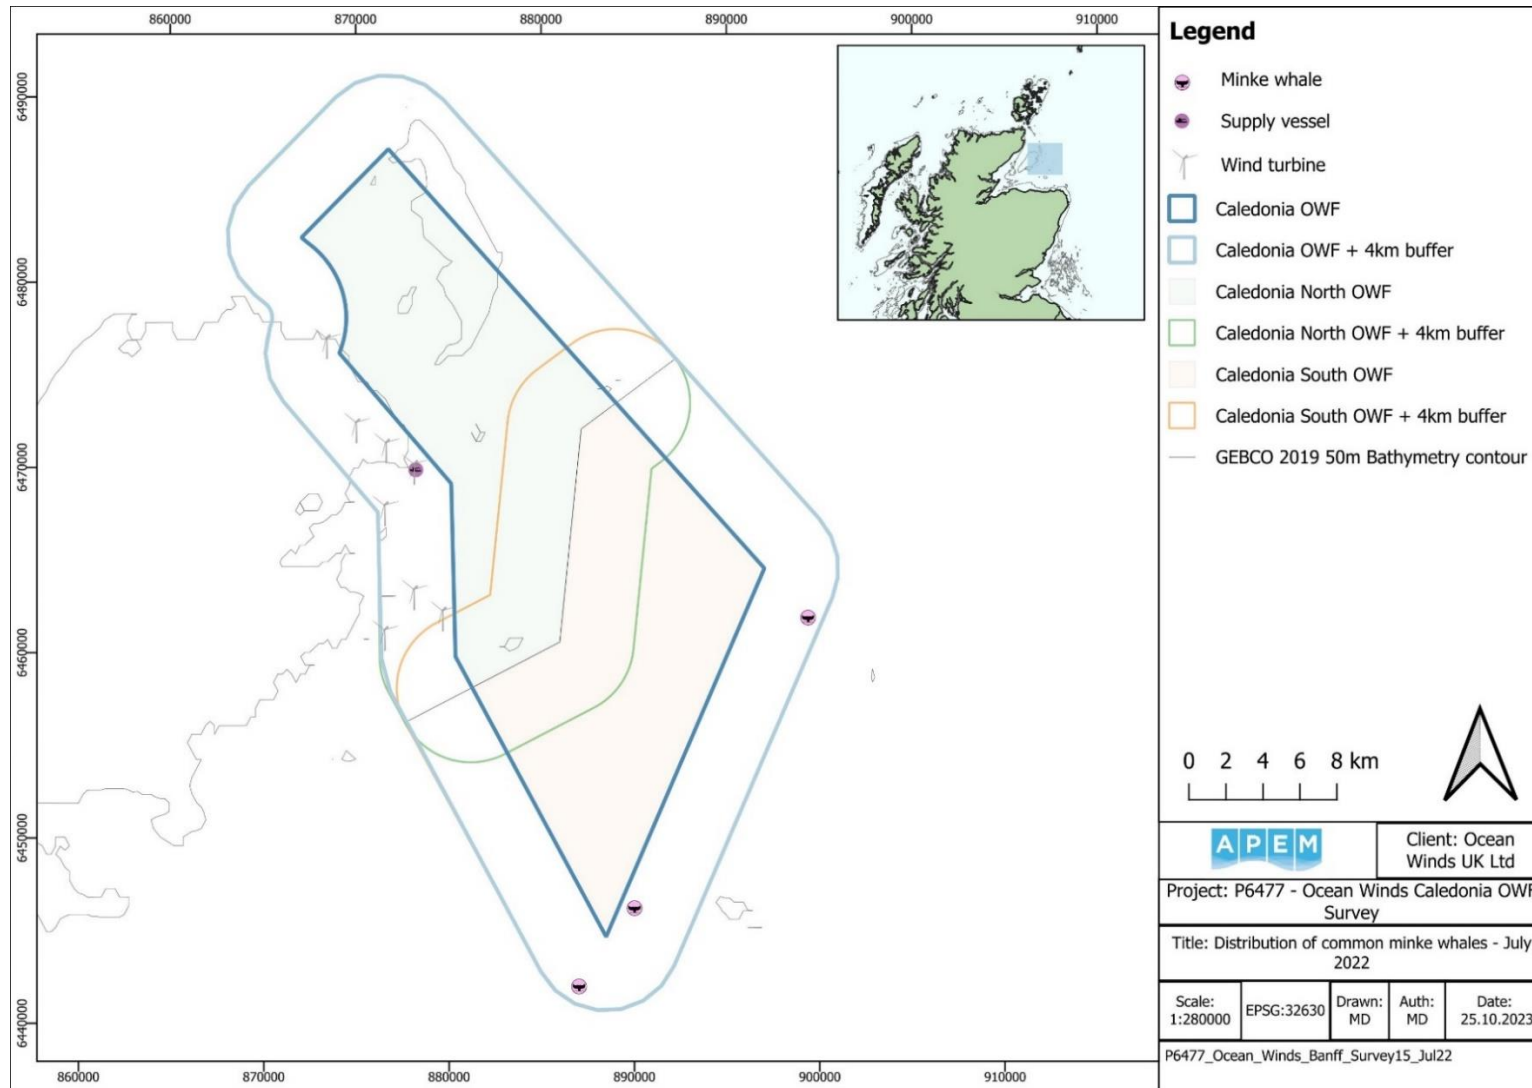 860000 870000 880000 890000 900000 910000
6490000
6480000
6470000
6460000
6450000
6440000
860000 870000 880000 890000 900000 910000
Legend
Minke whale
Supply vessel
Wind turbine
Caledonia OWF
Caledonia OWF + 4km buffer
Caledonia North OWF
Caledonia North OWF + 4km buffer
Caledonia South OWF
Caledonia South OWF + 4km buffer
GEBCO 2019 50m Bathymetry contour
0 2 4 6 8 km
APEM
Client: Ocean
Winds UK Ltd
Project: P6477 - Ocean Winds Caledonia OWF
Survey
Title: Distribution of common minke whales - July
2022
Scale:
1:280000
EPSG:32630
Drawn:
MD
Auth:
MD
Date:
25.10.2023
P6477_Ocean_Winds_Banff_Survey15_Jul22